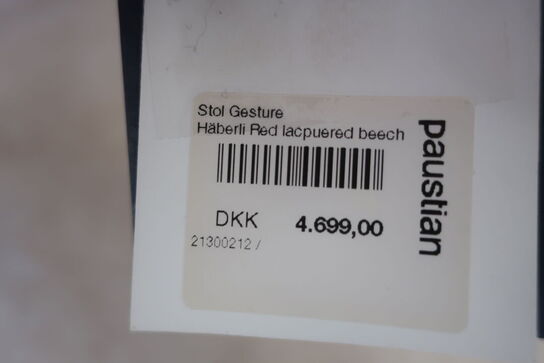 Stol Gesture
Häberli Red lacpuered beech
DKK 4.699,00
21300212 /
paustian